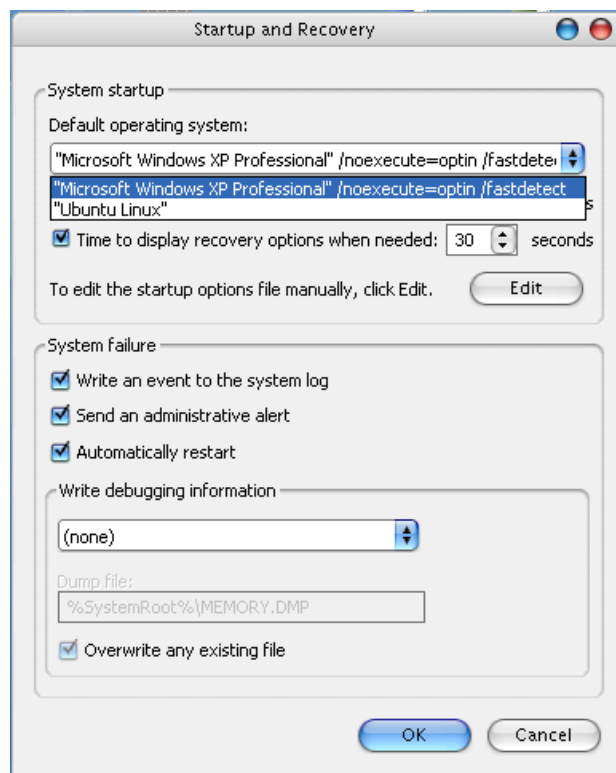 Startup and Recovery
System startup
Default operating system:
"Microsoft Windows XP Professional" /noexecute=optin /fastdete
"Microsoft Windows XP Professional" /noexecute=optin /fastdetect
"Ubuntu Linux"
Time to display recovery options when needed: 30 seconds
To edit the startup options file manually, click Edit. Edit
System failure
Write an event to the system log
Send an administrative alert
Automatically restart
Write debugging information
(none)
Dump file:
%SystemRoot%\MEMORY.DMP
Overwrite any existing file
OK Cancel